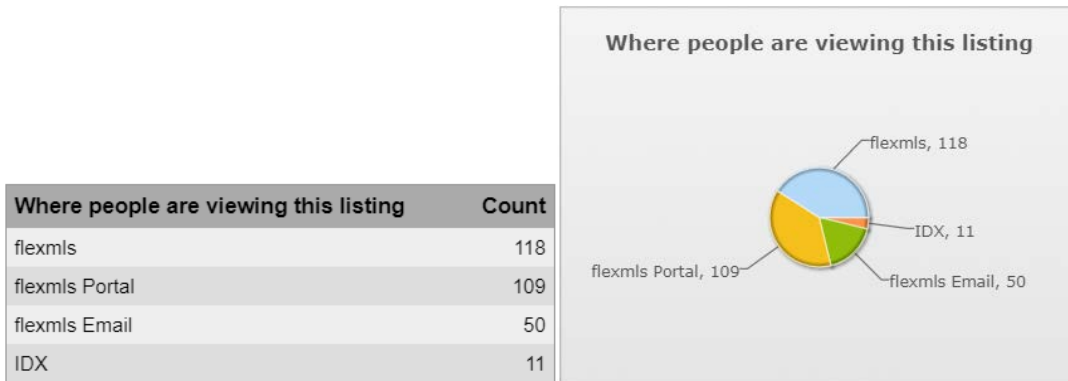 Where people are viewing this listing Count
flexmls 118
flexmls Portal 109
flexmls Email 50
IDX 11
Where people are viewing this listing
flexmls, 118
IDX, 11
flexmls Portal, 109
flexmls Email, 50